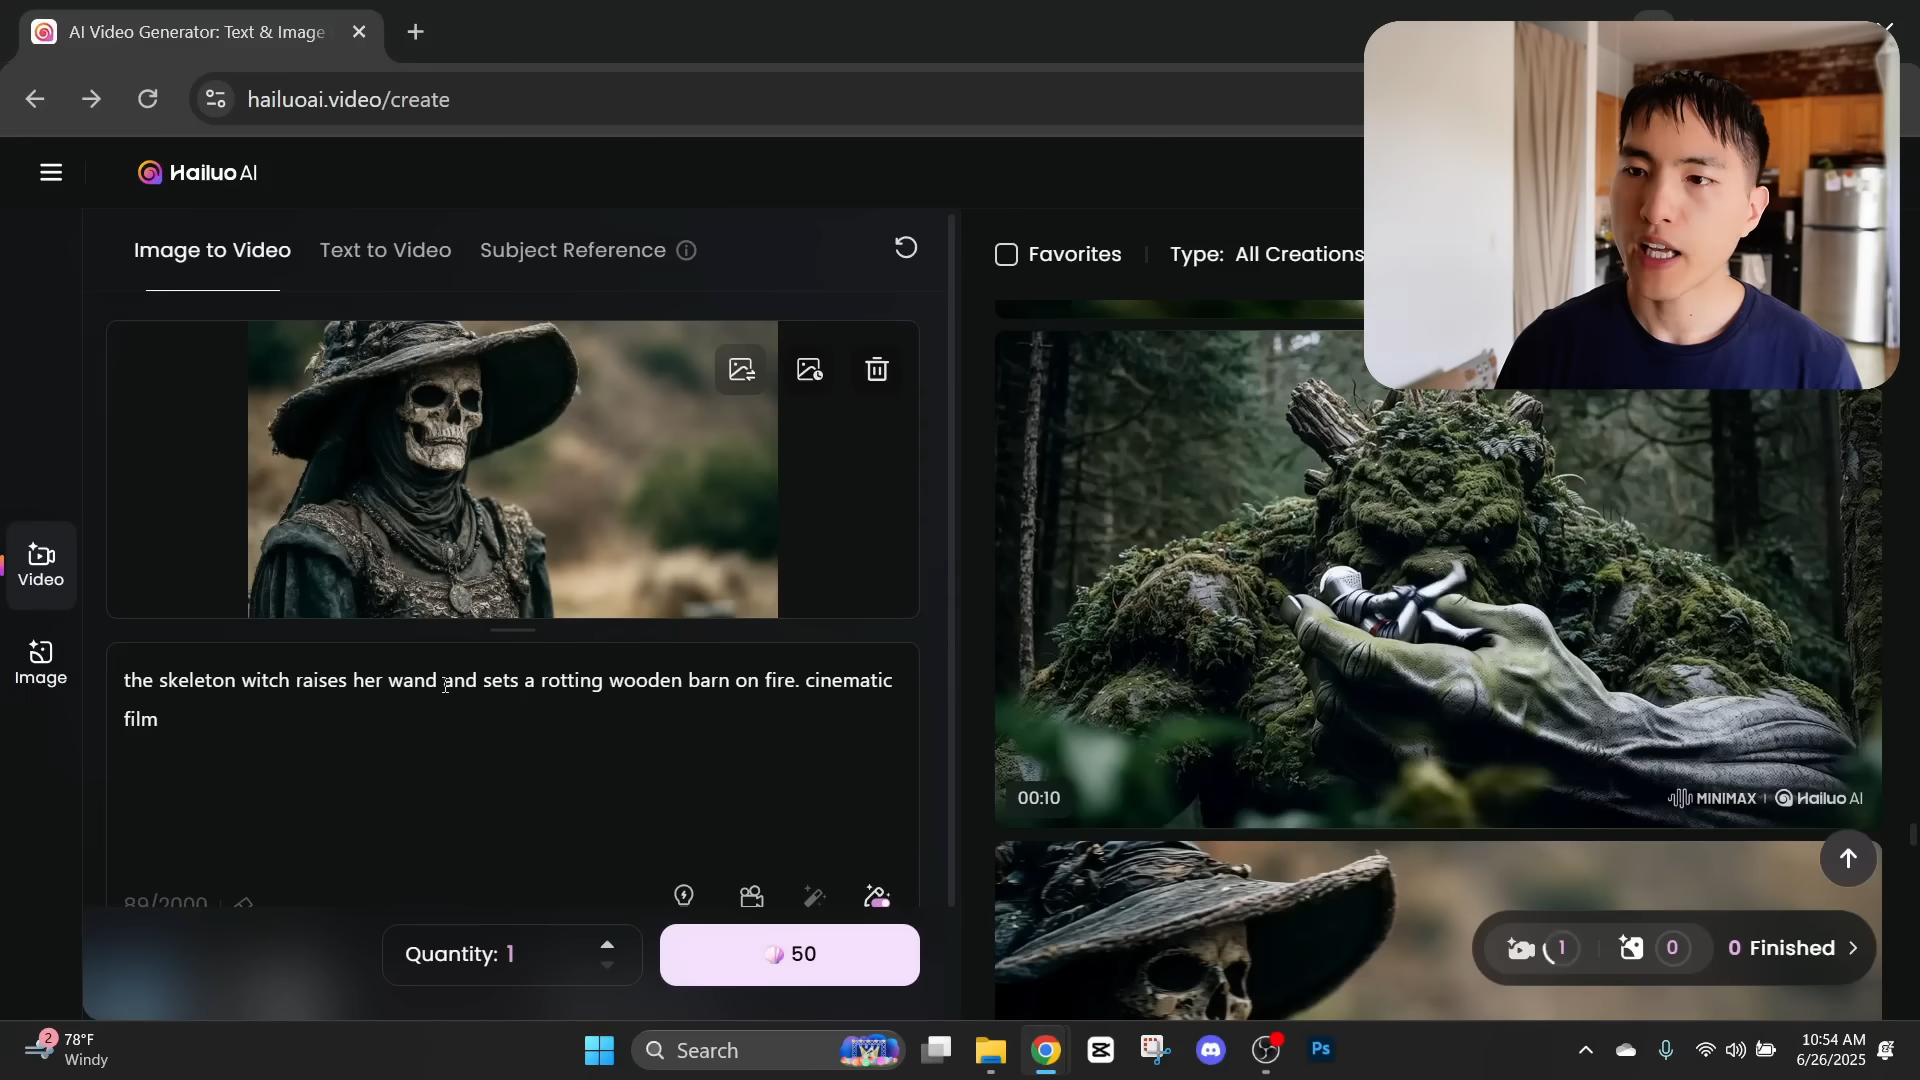 AI Video Generator: Text & Image
hailuoai.video/create
Hailuo AI
Image to Video
Text to Video
Subject Reference
Favorites
Type: All Creations
Video
Image
the skeleton witch raises her wand and sets a rotting wooden barn on fire. cinematic
film
89/2000
00:10
MINIMAX
Hailuo AI
Quantity: 1
50
1
0
0 Finished
2
78°F
Windy
Search
Ps
10:54 AM
6/26/2025